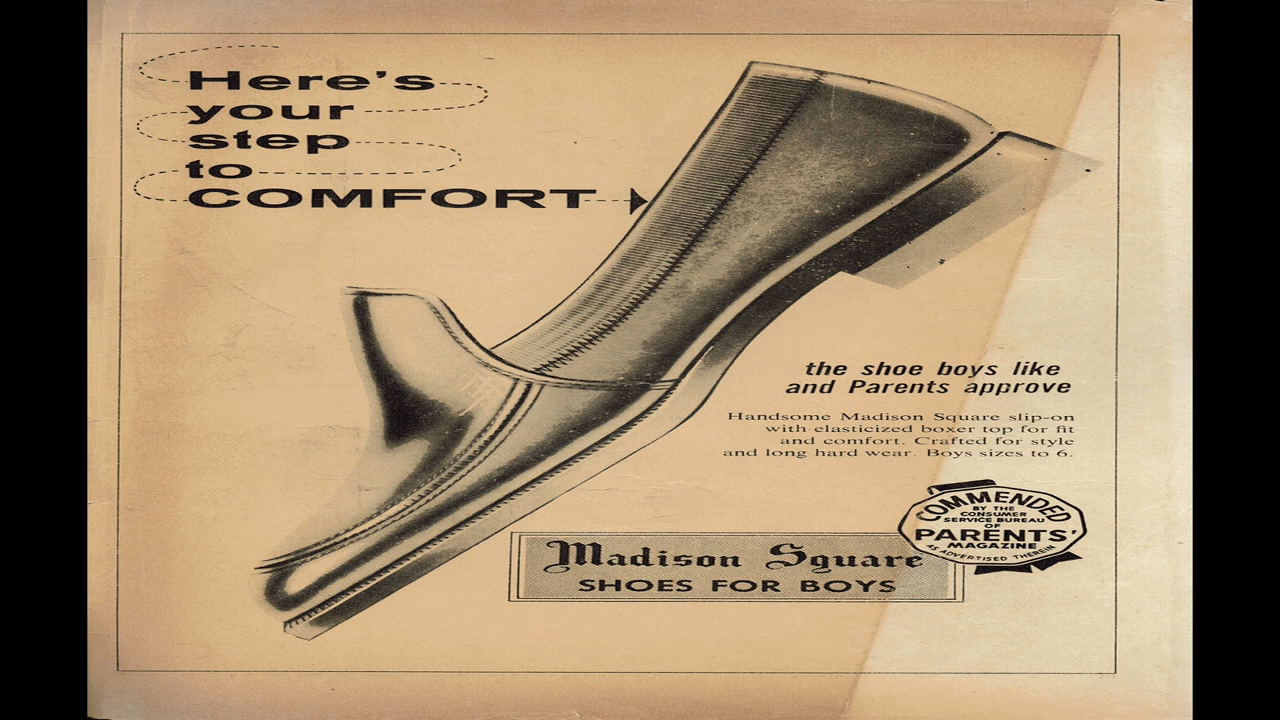 Here's
your
step
to
COMFORT
the shoe boys like
and Parents approve
Handsome Madison Square slip-on
with elasticized boxer top for fit
and comfort. Crafted for style
and long hard wear. Boys sizes to 6.
COMMENDED
BY THE
CONSUMER
SERVICE BUREAU
OF
PARENTS'
MAGAZINE
AS ADVERTISED THEREIN
Madison Square
SHOES FOR BOYS